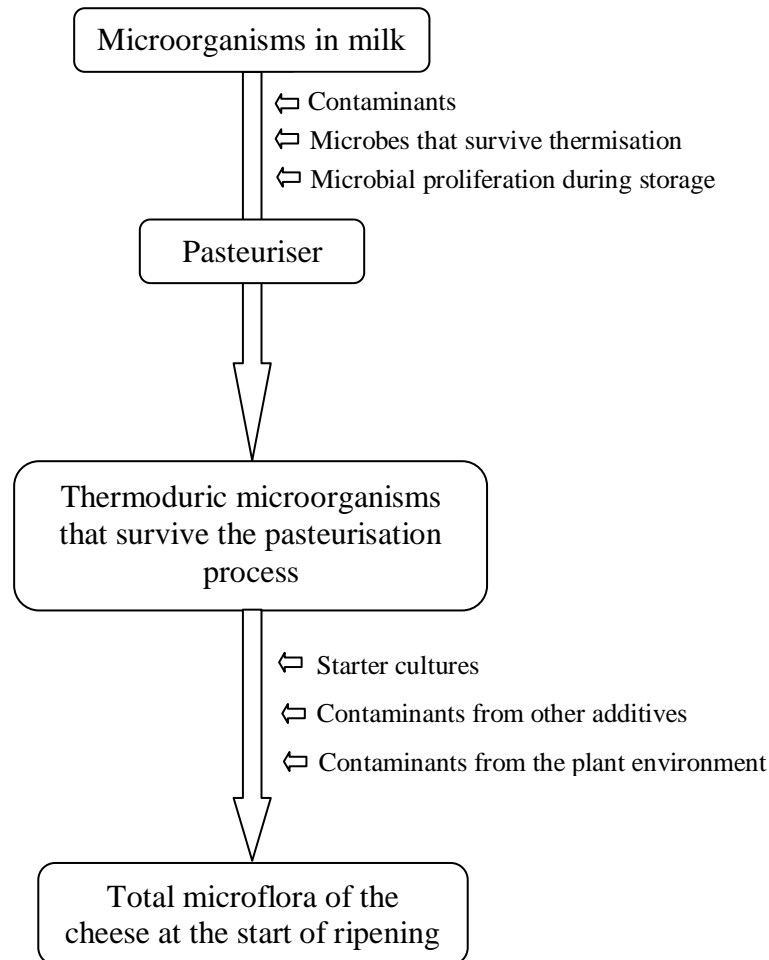 Microorganisms in milk
Contaminants
Microbes that survive thermisation
Microbial proliferation during storage
Pasteuriser
Thermoduric microorganisms
that survive the pasteurisation
process
Starter cultures
Contaminants from other additives
Contaminants from the plant environment
Total microflora of the
cheese at the start of ripening